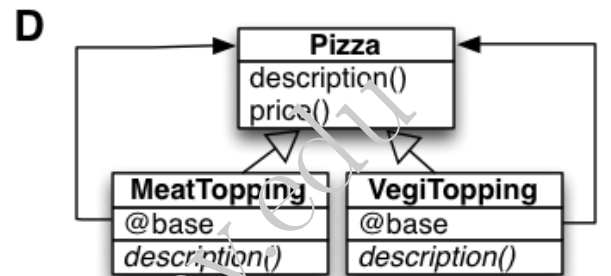 D
Pizza
description()
price()
MeatTopping
VegiTopping
@base
@base
description()
description()